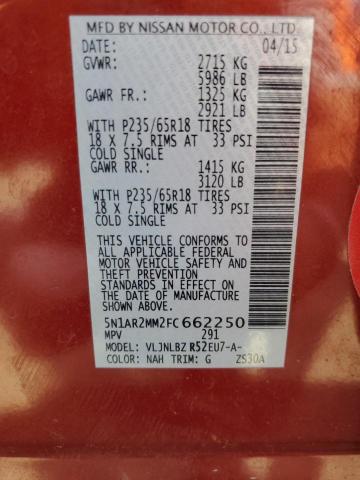 MFD BY NISSAN MOTOR CO., LTD.
DATE: 04/15
GVWR: 2715 KG
5986 LB
GAWR FR.: 1325 KG
2921 LB
WITH P235/65R18 TIRES
18 X 7.5 RIMS AT 33 PSI
COLD SINGLE
GAWR RR.: 1415 KG
3120 LB
WITH P235/65R18 TIRES
18 X 7.5 RIMS AT 33 PSI
COLD SINGLE
THIS VEHICLE CONFORMS TO
ALL APPLICABLE FEDERAL
MOTOR VEHICLE SAFETY AND
THEFT PREVENTION
STANDARDS IN EFFECT ON
THE DATE OF MANUFACTURE
SHOWN ABOVE.
5N1AR2MM2FC662250
MPV 291
MODEL: VLJNLBZ R52EU7-A-
COLOR: NAH TRIM: G ZS30A